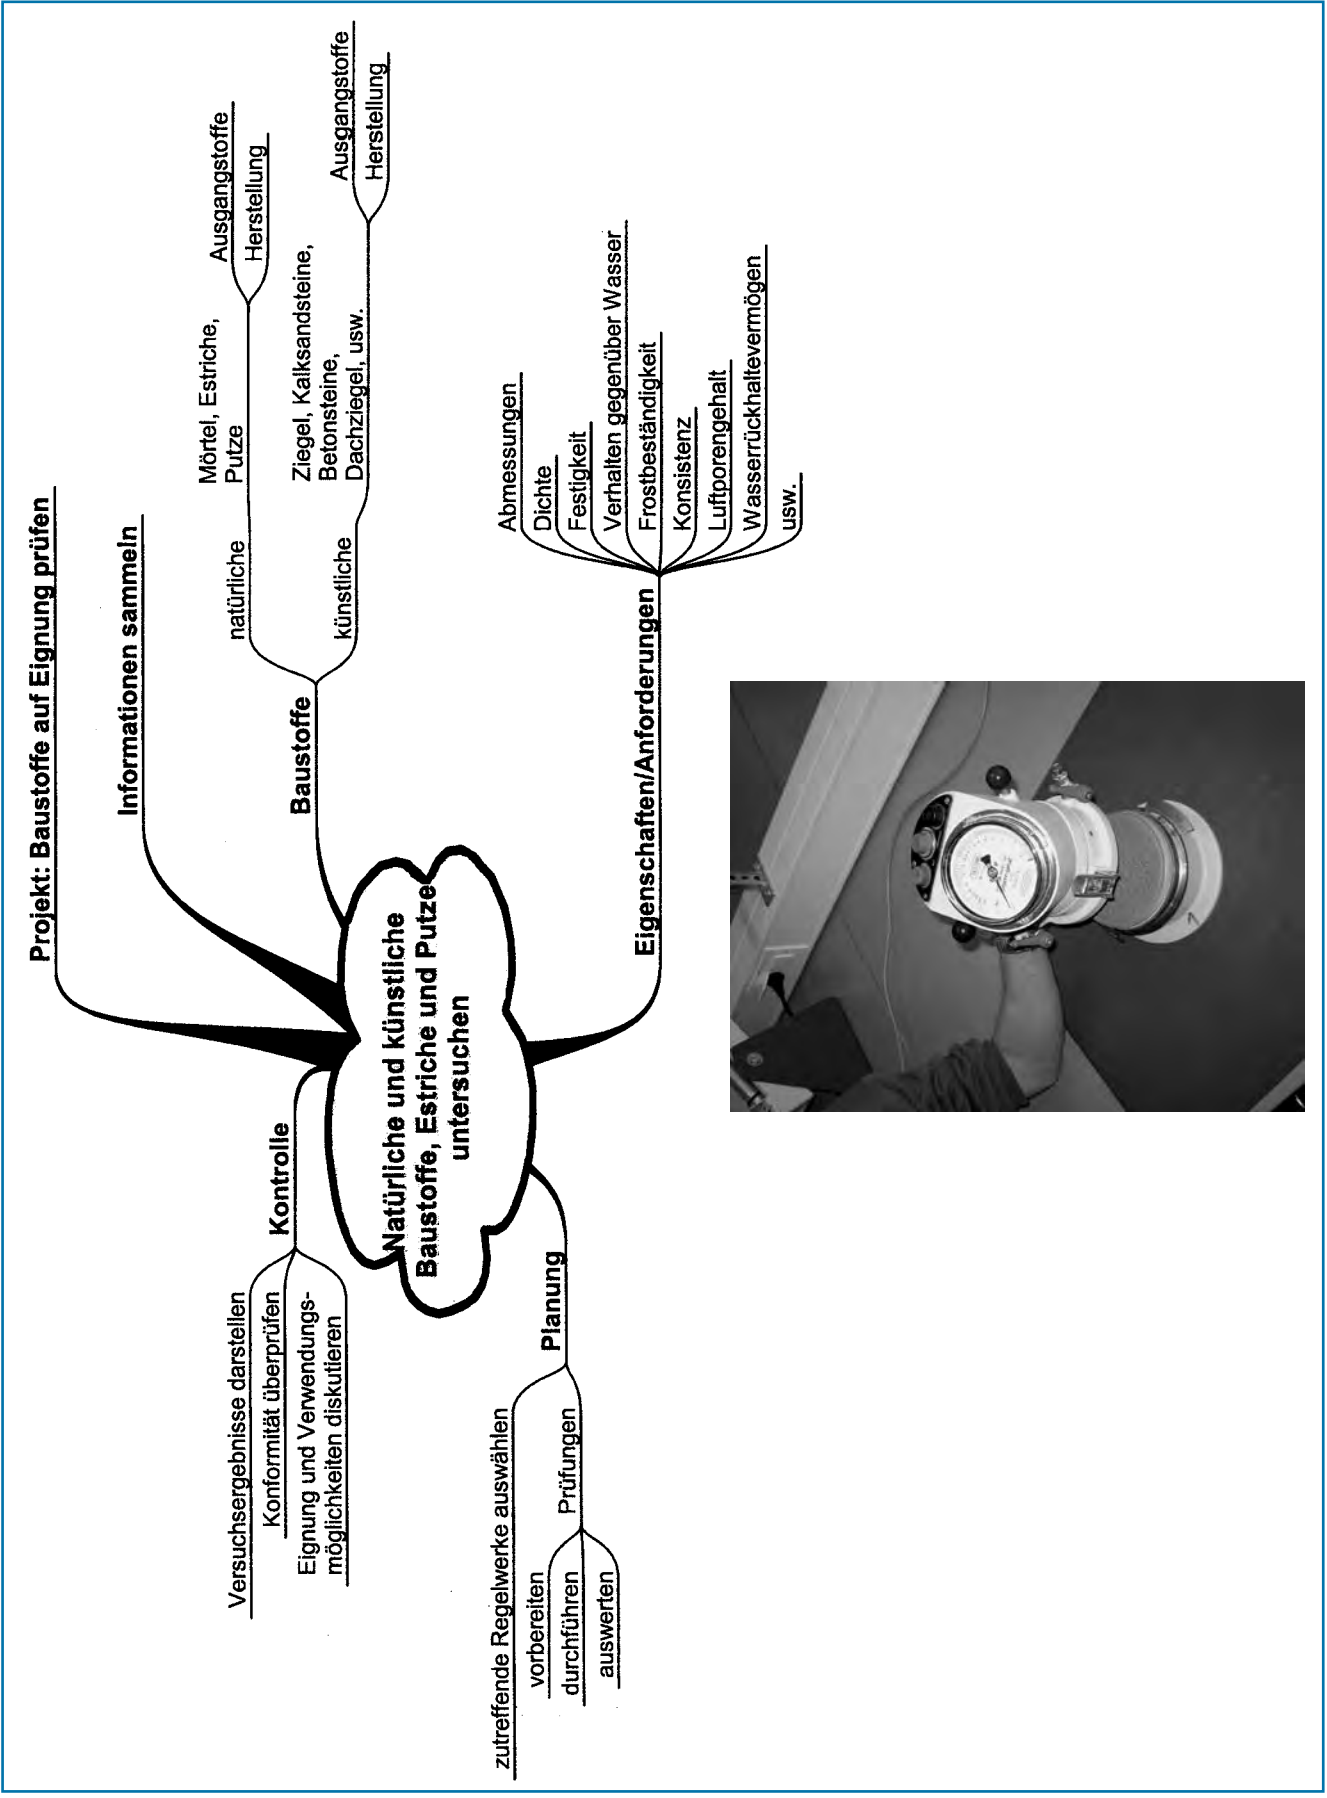 Projekt: Baustoffe auf Eignung prüfen
Informationen sammeln
Baustoffe
natürliche
Mörtel, Estriche,
Putze
Ausgangstoffe
Herstellung
künstliche
Ziegel, Kalksandsteine,
Betonsteine,
Dachziegel, usw.
Ausgangstoffe
Herstellung
Natürliche und künstliche
Baustoffe, Estriche und Putze
untersuchen
Kontrolle
Versuchsergebnisse darstellen
Konformität überprüfen
Eignung und Verwendungs-
möglichkeiten diskutieren
Planung
zutreffende Regelwerke auswählen
Prüfungen
vorbereiten
durchführen
auswerten
Eigenschaften/Anforderungen
Abmessungen
Dichte
Festigkeit
Verhalten gegenüber Wasser
Frostbeständigkeit
Konsistenz
Luftporengehalt
Wasserrückhaltevermögen
usw.
1